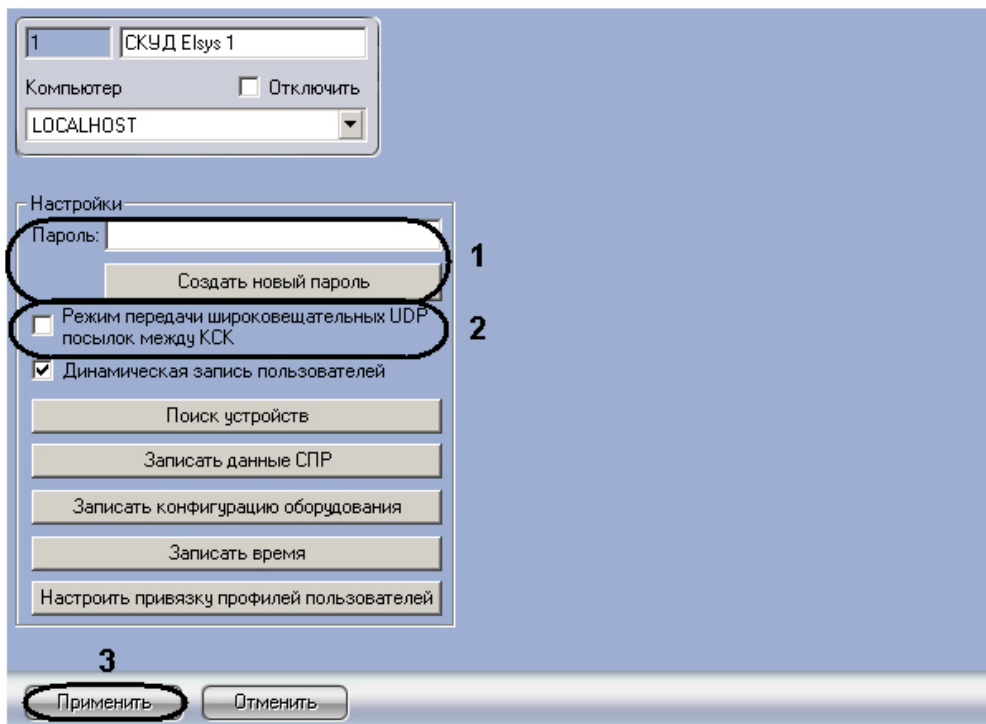 1 СКУД Elsys 1
Компьютер Отключить
LOCALHOST
Настройки
Пароль:
1
Создать новый пароль
Режим передачи широковещательных UDP
посылок между КСК
2
Динамическая запись пользователей
Поиск устройств
Записать данные СПР
Записать конфигурацию оборудования
Записать время
Настроить привязку профилей пользователей
3
Применить Отменить